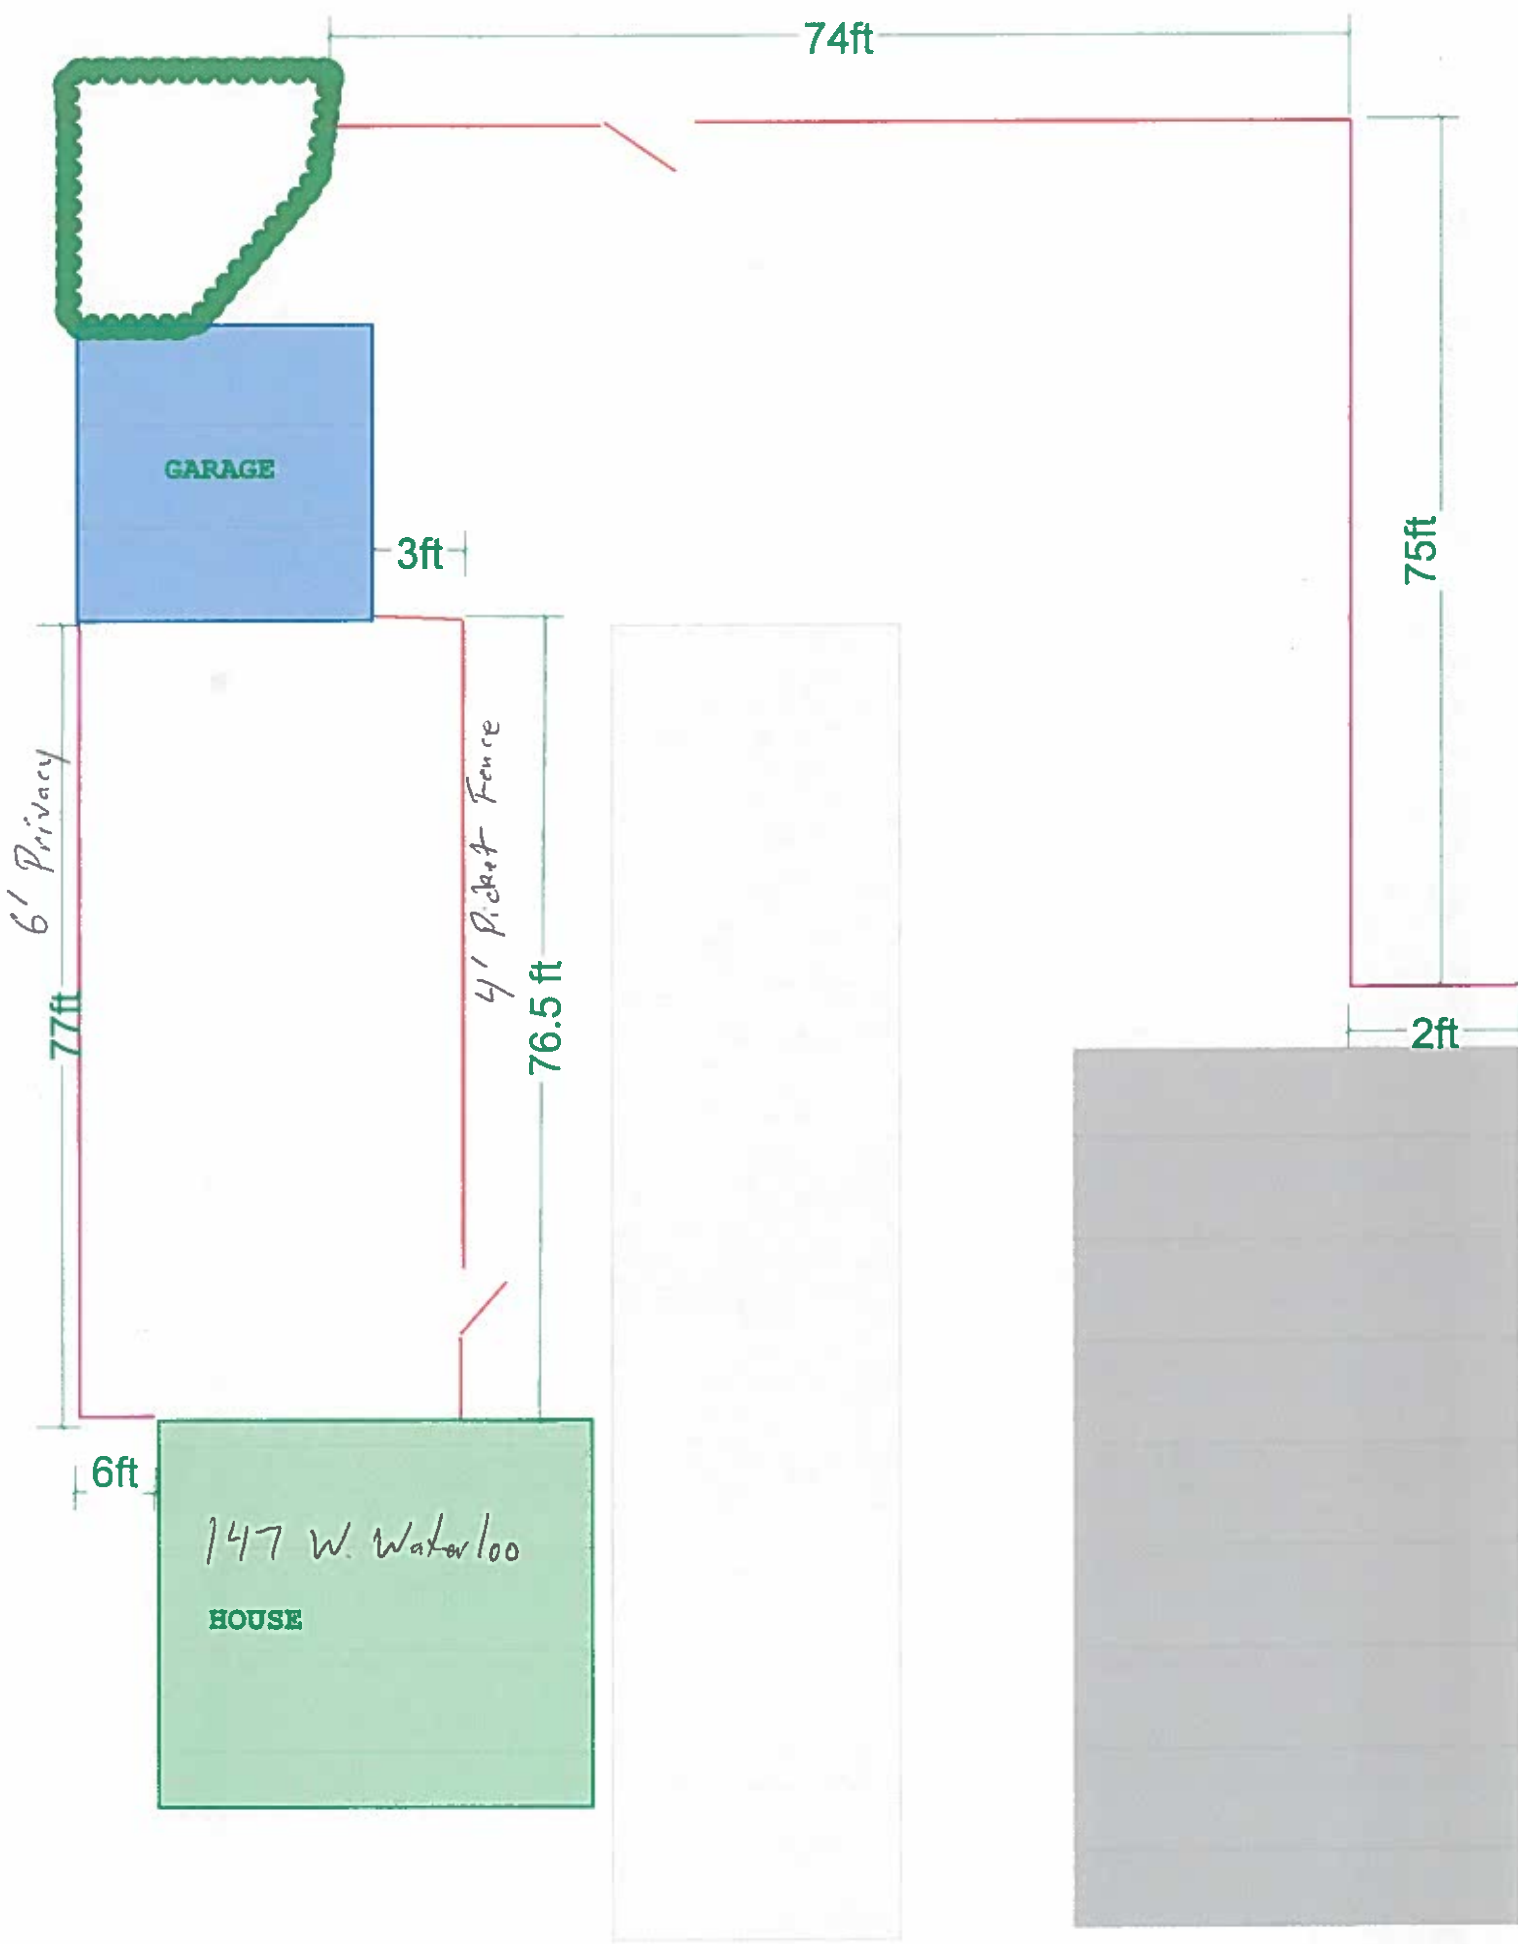 74ft
GARAGE
3ft
75ft
6' Privacy
4' Picket Fence
77ft
76.5 ft
2ft
6ft
147 W. Waterloo
HOUSE